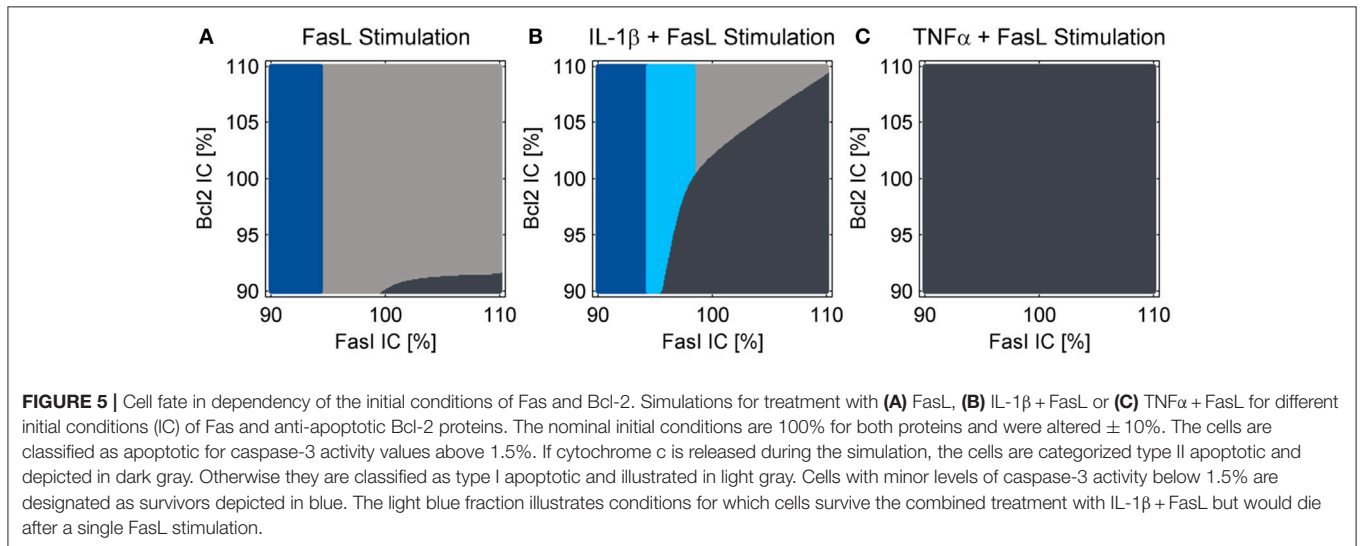 A FasL Stimulation
B IL-1β + FasL Stimulation
C TNFα + FasL Stimulation
110
105
100
95
90
Bcl2 IC [%]
90 100 110
FasI IC [%]
110
105
100
95
90
Bcl2 IC [%]
90 100 110
FasI IC [%]
110
105
100
95
90
Bcl2 IC [%]
90 100 110
FasI IC [%]
FIGURE 5 | Cell fate in dependency of the initial conditions of Fas and Bcl-2. Simulations for treatment with (A) FasL, (B) IL-1β + FasL or (C) TNFα + FasL for different
initial conditions (IC) of Fas and anti-apoptotic Bcl-2 proteins. The nominal initial conditions are 100% for both proteins and were altered ± 10%. The cells are
classified as apoptotic for caspase-3 activity values above 1.5%. If cytochrome c is released during the simulation, the cells are categorized type II apoptotic and
depicted in dark gray. Otherwise they are classified as type I apoptotic and illustrated in light gray. Cells with minor levels of caspase-3 activity below 1.5% are
designated as survivors depicted in blue. The light blue fraction illustrates conditions for which cells survive the combined treatment with IL-1β + FasL but would die
after a single FasL stimulation.